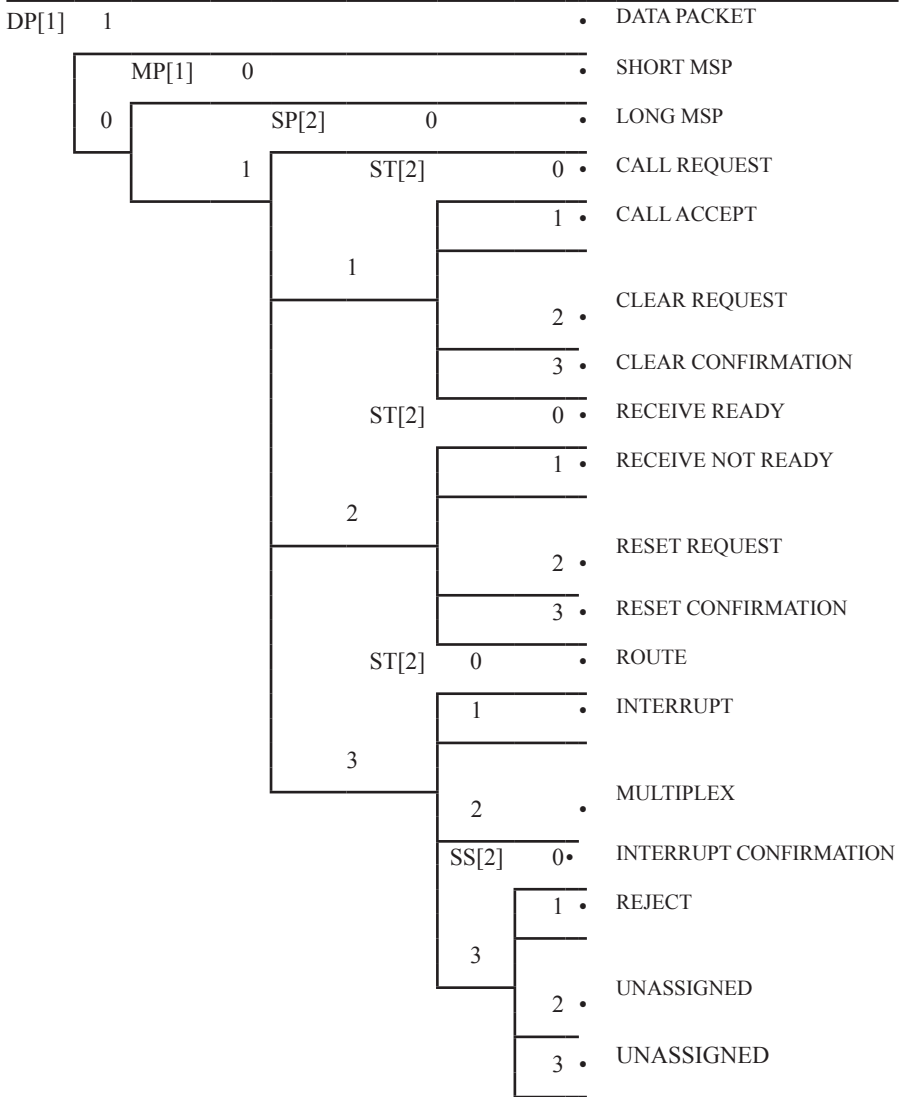 DP[1] 1 • DATA PACKET
MP[1] 0 • SHORT MSP
0 SP[2] 0 • LONG MSP
1 ST[2] 0 • CALL REQUEST
1 • CALL ACCEPT
1
CLEAR REQUEST
2 •
3 • CLEAR CONFIRMATION
ST[2] 0 • RECEIVE READY
1 • RECEIVE NOT READY
2
RESET REQUEST
2 •
3 • RESET CONFIRMATION
ST[2] 0 • ROUTE
1 • INTERRUPT
3
MULTIPLEX
2 •
SS[2] 0• INTERRUPT CONFIRMATION
1 • REJECT
3
UNASSIGNED
2 •
3 • UNASSIGNED